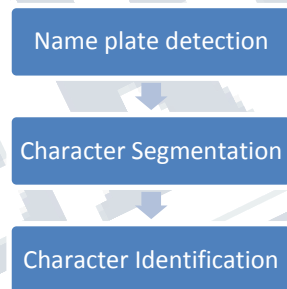 Name plate detection
Character Segmentation
Character Identification